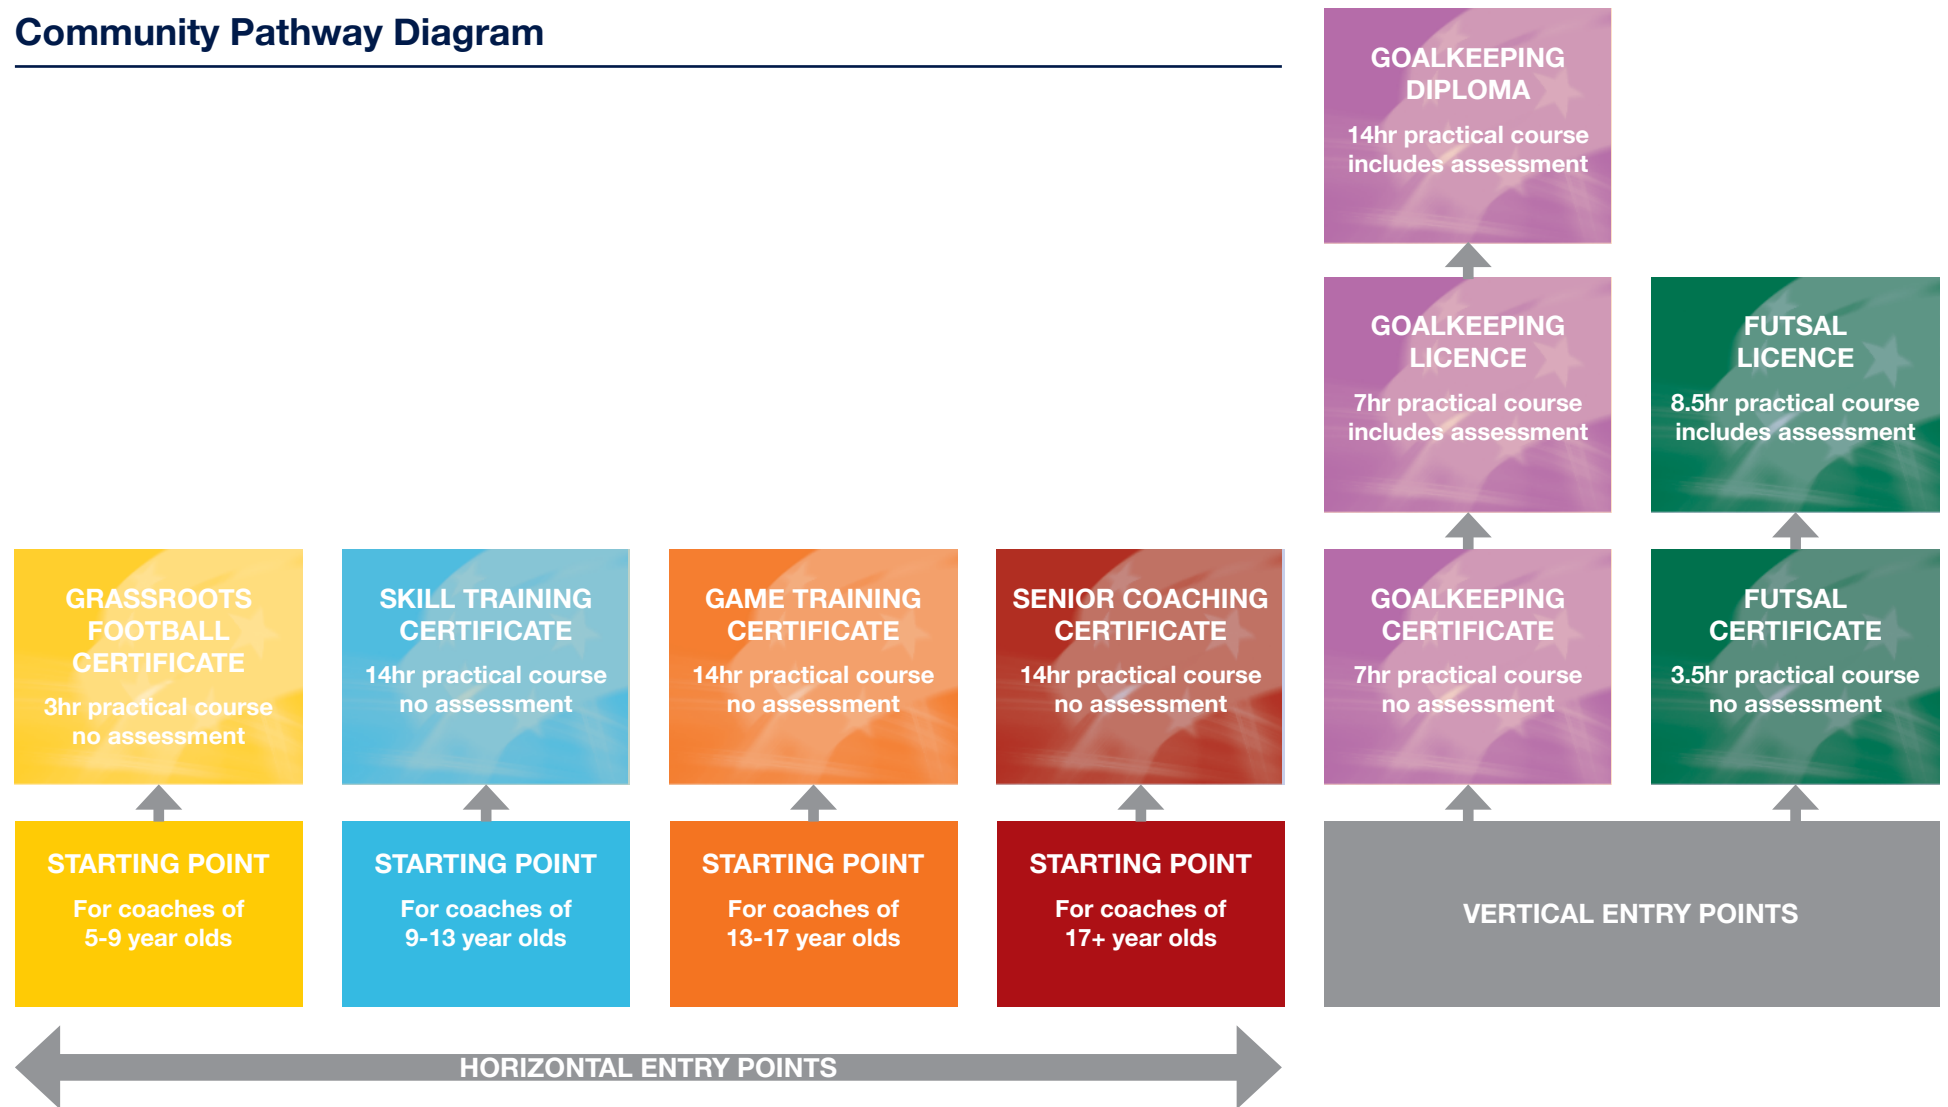 Community Pathway Diagram
GOALKEEPING
DIPLOMA
14hr practical course
includes assessment
GOALKEEPING
LICENCE
7hr practical course
includes assessment
FUTSAL
LICENCE
8.5hr practical course
includes assessment
GRASSROOTS
FOOTBALL
CERTIFICATE
3hr practical course
no assessment
SKILL TRAINING
CERTIFICATE
14hr practical course
no assessment
GAME TRAINING
CERTIFICATE
14hr practical course
no assessment
SENIOR COACHING
CERTIFICATE
14hr practical course
no assessment
GOALKEEPING
CERTIFICATE
7hr practical course
no assessment
FUTSAL
CERTIFICATE
3.5hr practical course
no assessment
STARTING POINT
For coaches of
5-9 year olds
STARTING POINT
For coaches of
9-13 year olds
STARTING POINT
For coaches of
13-17 year olds
STARTING POINT
For coaches of
17+ year olds
VERTICAL ENTRY POINTS
HORIZONTAL ENTRY POINTS